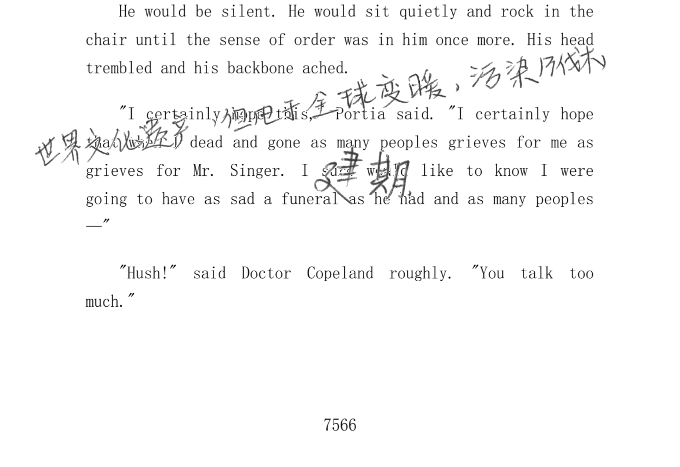 He would be silent. He would sit quietly and rock in the
chair until the sense of order was in him once more. His head
trembled and his backbone ached.
世界文化遗产,但由于全球变暖,污染乃伐木
"I certainly hope this," Portia said. "I certainly hope
dead and gone as many peoples grieves for me as
建期
grieves for Mr. Singer. I sure would like to know I were
going to have as sad a funeral as he had and as many peoples
—"
"Hush!" said Doctor Copeland roughly. "You talk too
much."
7566